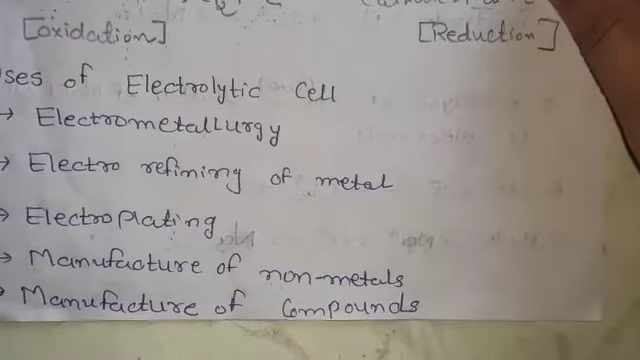 [Oxidation] [Reduction]
ses of Electrolytic Cell
→ Electrometallurgy
→ Electro refining of metal
→ Electroplating
→ Manufacture of non-metals
→ Manufacture of Compounds